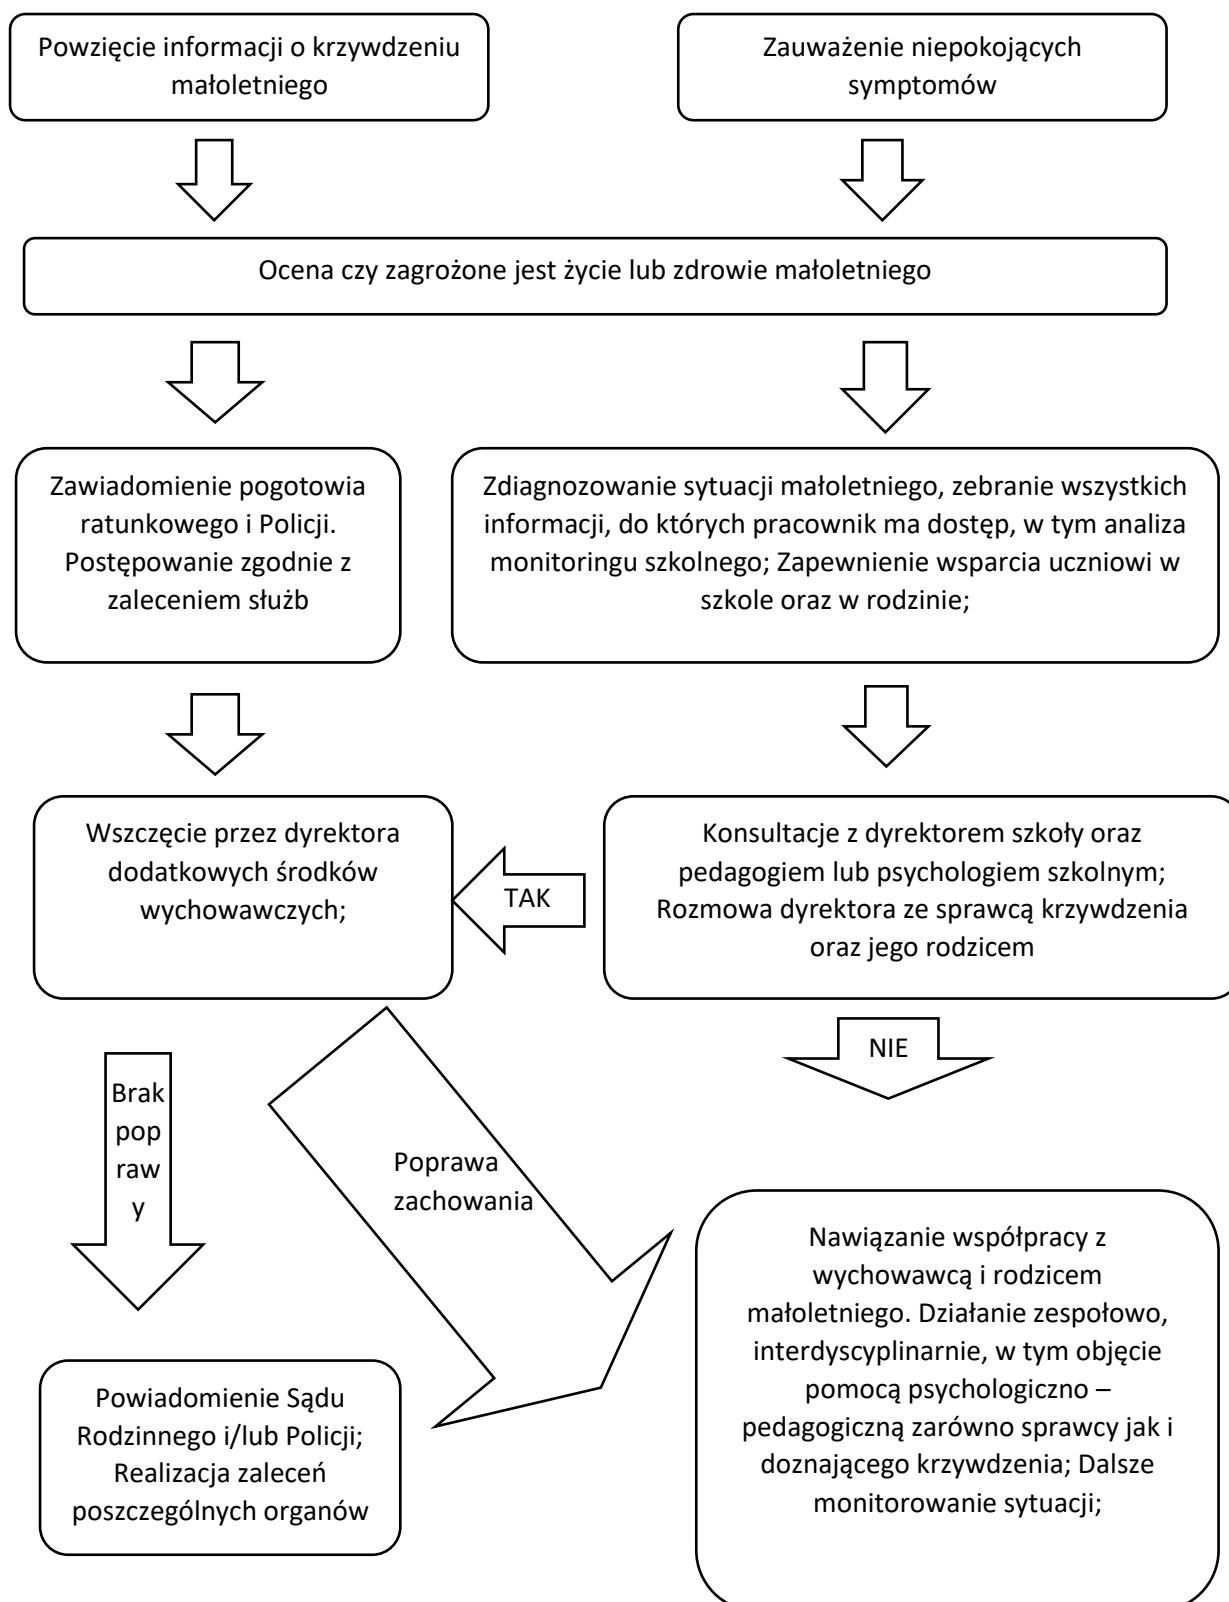 Powzięcie informacji o krzywdzeniu
małoletniego
Zauważenie niepokojących
symptomów
Ocena czy zagrożone jest życie lub zdrowie małoletniego
Zawiadomienie pogotowia
ratunkowego i Policji.
Postępowanie zgodnie z
zaleceniem służb
Zdiagnozowanie sytuacji małoletniego, zebranie wszystkich
informacji, do których pracownik ma dostęp, w tym analiza
monitoringu szkolnego; Zapewnienie wsparcia uczniowi w
szkole oraz w rodzinie;
Wszczęcie przez dyrektora
dodatkowych środków
wychowawczych;
TAK
Konsultacje z dyrektorem szkoły oraz
pedagogiem lub psychologiem szkolnym;
Rozmowa dyrektora ze sprawcą krzywdzenia
oraz jego rodzicem
NIE
Brak
pop
raw
y
Poprawa
zachowania
Powiadomienie Sądu
Rodzinnego i/lub Policji;
Realizacja zaleceń
poszczególnych organów
Nawiązanie współpracy z
wychowawcą i rodzicem
małoletniego. Działanie zespołowo,
interdyscyplinarnie, w tym objęcie
pomocą psychologiczno –
pedagogiczną zarówno sprawcy jak i
doznającego krzywdzenia; Dalsze
monitorowanie sytuacji;